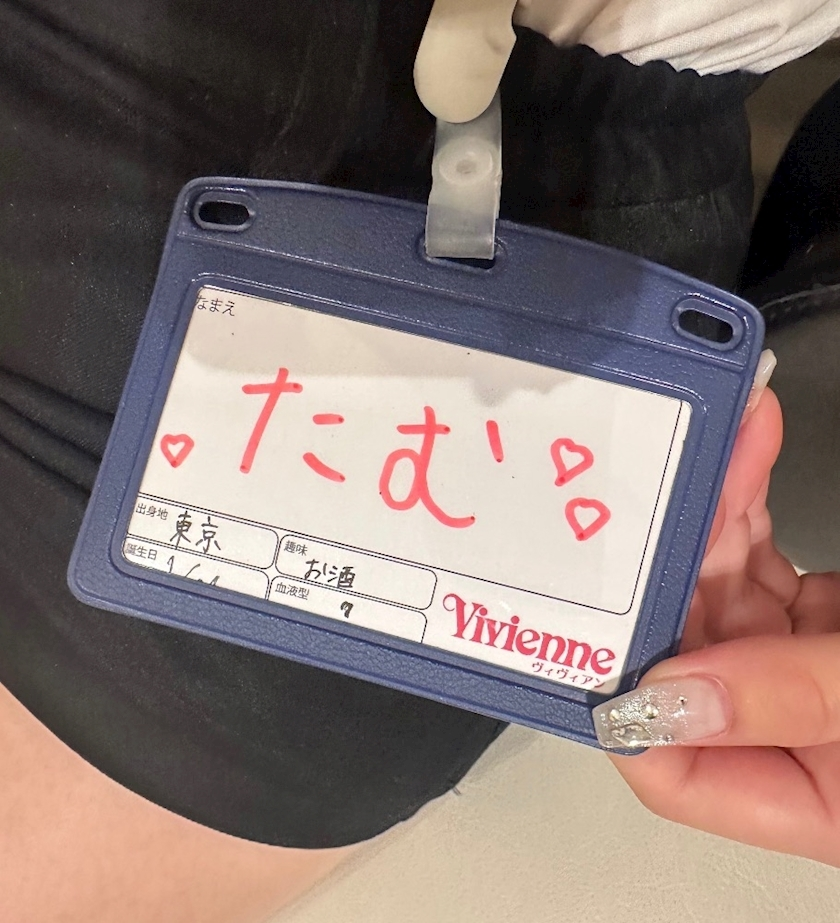 なまえ
たむ
出身地 東京
趣味 お酒
誕生日
血液型 ?
Vivienne
ヴィヴィアン